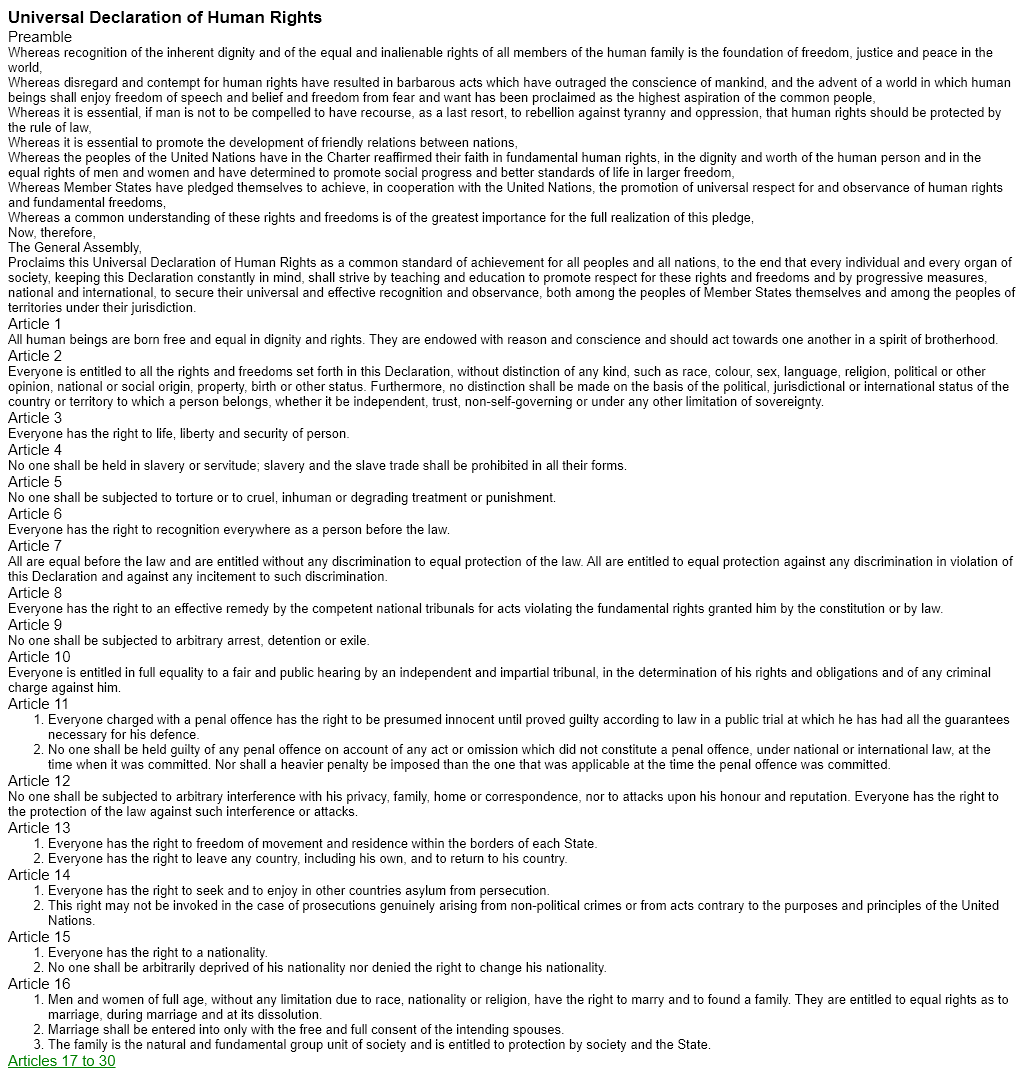 Universal Declaration of Human Rights
Preamble
Whereas recognition of the inherent dignity and of the equal and inalienable rights of all members of the human family is the foundation of freedom, justice and peace in the
world,
Whereas disregard and contempt for human rights have resulted in barbarous acts which have outraged the conscience of mankind, and the advent of a world in which human
beings shall enjoy freedom of speech and belief and freedom from fear and want has been proclaimed as the highest aspiration of the common people,
Whereas it is essential, if man is not to be compelled to have recourse, as a last resort, to rebellion against tyranny and oppression, that human rights should be protected by
the rule of law,
Whereas it is essential to promote the development of friendly relations between nations,
Whereas the peoples of the United Nations have in the Charter reaffirmed their faith in fundamental human rights, in the dignity and worth of the human person and in the
equal rights of men and women and have determined to promote social progress and better standards of life in larger freedom,
Whereas Member States have pledged themselves to achieve, in cooperation with the United Nations, the promotion of universal respect for and observance of human rights
and fundamental freedoms,
Whereas a common understanding of these rights and freedoms is of the greatest importance for the full realization of this pledge,
Now, therefore,
The General Assembly,
Proclaims this Universal Declaration of Human Rights as a common standard of achievement for all peoples and all nations, to the end that every individual and every organ of
society, keeping this Declaration constantly in mind, shall strive by teaching and education to promote respect for these rights and freedoms and by progressive measures,
national and international, to secure their universal and effective recognition and observance, both among the peoples of Member States themselves and among the peoples of
territories under their jurisdiction.
Article 1
All human beings are born free and equal in dignity and rights. They are endowed with reason and conscience and should act towards one another in a spirit of brotherhood.
Article 2
Everyone is entitled to all the rights and freedoms set forth in this Declaration, without distinction of any kind, such as race, colour, sex, language, religion, political or other
opinion, national or social origin, property, birth or other status. Furthermore, no distinction shall be made on the basis of the political, jurisdictional or international status of the
country or territory to which a person belongs, whether it be independent, trust, non-self-governing or under any other limitation of sovereignty.
Article 3
Everyone has the right to life, liberty and security of person.
Article 4
No one shall be held in slavery or servitude; slavery and the slave trade shall be prohibited in all their forms.
Article 5
No one shall be subjected to torture or to cruel, inhuman or degrading treatment or punishment.
Article 6
Everyone has the right to recognition everywhere as a person before the law.
Article 7
All are equal before the law and are entitled without any discrimination to equal protection of the law. All are entitled to equal protection against any discrimination in violation of
this Declaration and against any incitement to such discrimination.
Article 8
Everyone has the right to an effective remedy by the competent national tribunals for acts violating the fundamental rights granted him by the constitution or by law.
Article 9
No one shall be subjected to arbitrary arrest, detention or exile.
Article 10
Everyone is entitled in full equality to a fair and public hearing by an independent and impartial tribunal, in the determination of his rights and obligations and of any criminal
charge against him.
Article 11
1. Everyone charged with a penal offence has the right to be presumed innocent until proved guilty according to law in a public trial at which he has had all the guarantees
necessary for his defence.
2. No one shall be held guilty of any penal offence on account of any act or omission which did not constitute a penal offence, under national or international law, at the
time when it was committed. Nor shall a heavier penalty be imposed than the one that was applicable at the time the penal offence was committed.
Article 12
No one shall be subjected to arbitrary interference with his privacy, family, home or correspondence, nor to attacks upon his honour and reputation. Everyone has the right to
the protection of the law against such interference or attacks.
Article 13
1. Everyone has the right to freedom of movement and residence within the borders of each State.
2. Everyone has the right to leave any country, including his own, and to return to his country.
Article 14
1. Everyone has the right to seek and to enjoy in other countries asylum from persecution.
2. This right may not be invoked in the case of prosecutions genuinely arising from non-political crimes or from acts contrary to the purposes and principles of the United
Nations.
Article 15
1. Everyone has the right to a nationality.
2. No one shall be arbitrarily deprived of his nationality nor denied the right to change his nationality.
Article 16
1. Men and women of full age, without any limitation due to race, nationality or religion, have the right to marry and to found a family. They are entitled to equal rights as to
marriage, during marriage and at its dissolution.
2. Marriage shall be entered into only with the free and full consent of the intending spouses.
3. The family is the natural and fundamental group unit of society and is entitled to protection by society and the State.
Articles 17 to 30